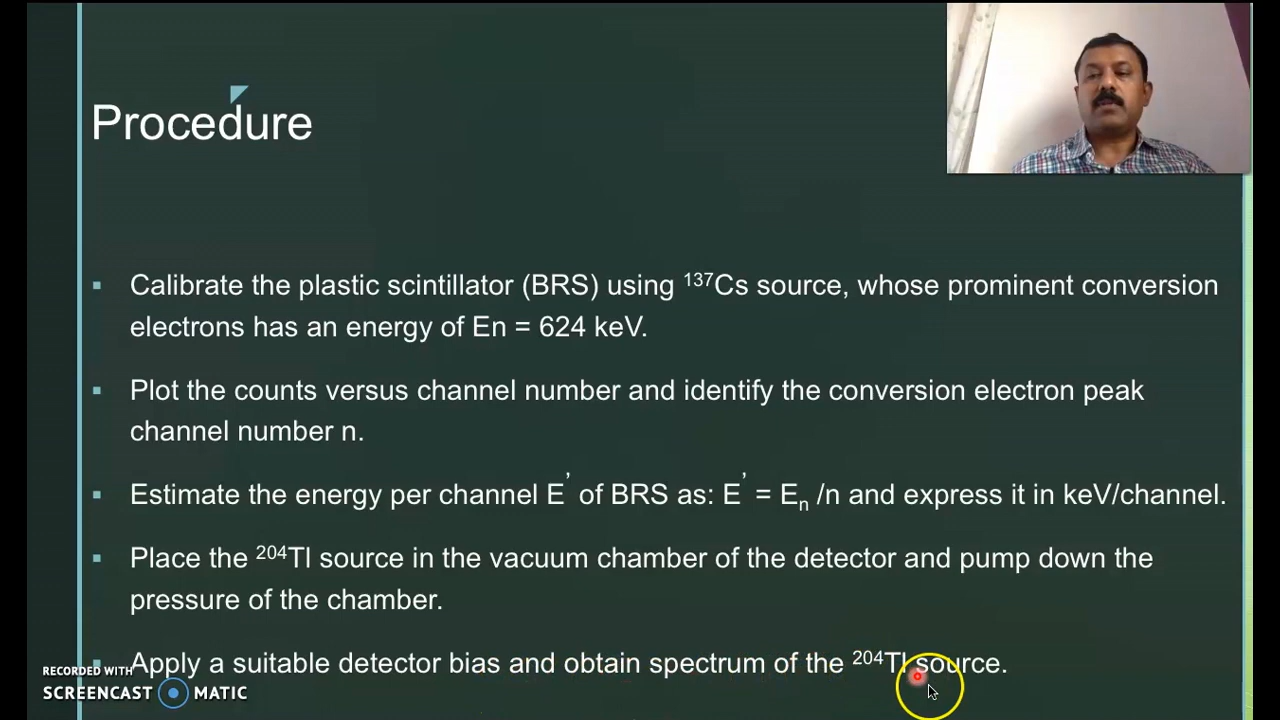 Procedure
▪ Calibrate the plastic scintillator (BRS) using ¹³⁷Cs source, whose prominent conversion
electrons has an energy of En = 624 keV.
▪ Plot the counts versus channel number and identify the conversion electron peak
channel number n.
▪ Estimate the energy per channel E’ of BRS as: E’ = Eₙ /n and express it in keV/channel.
▪ Place the ²⁰⁴Tl source in the vacuum chamber of the detector and pump down the
pressure of the chamber.
▪ Apply a suitable detector bias and obtain spectrum of the ²⁰⁴Tl source.
RECORDED WITH
SCREENCAST MATIC